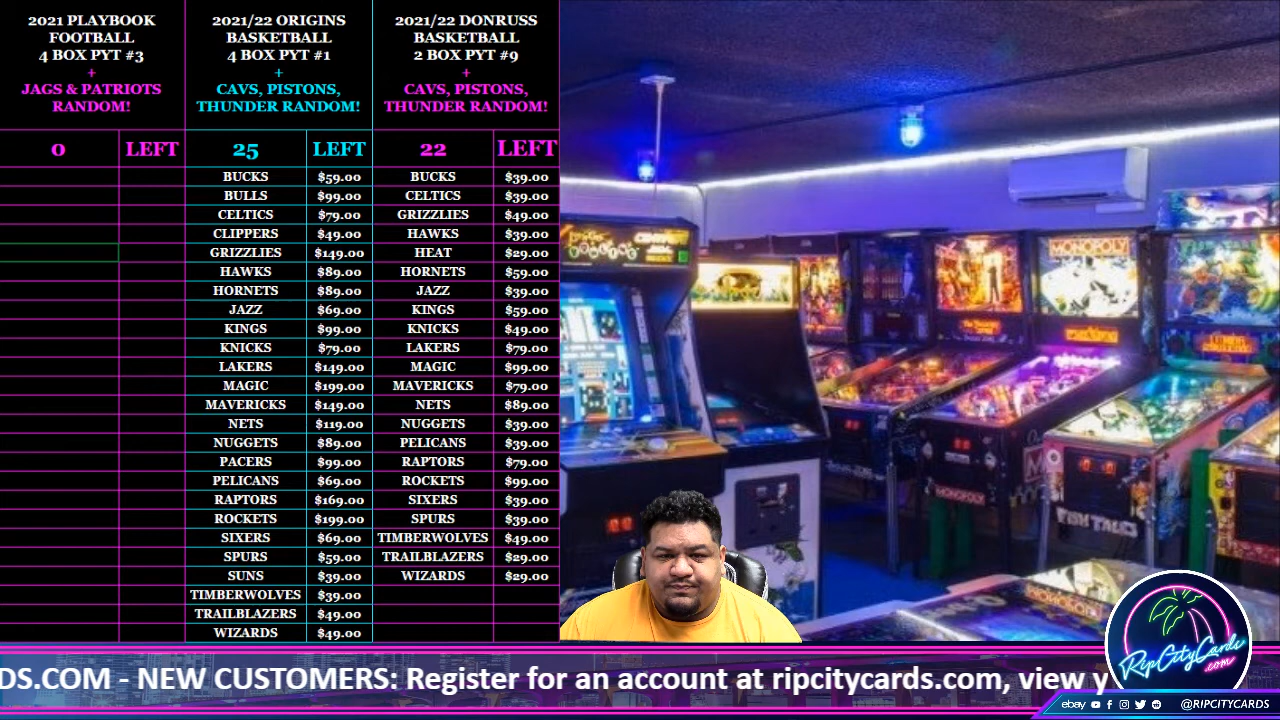 2021 PLAYBOOK
FOOTBALL
4 BOX PYT #3
+
JAGS & PATRIOTS
RANDOM!
2021/22 ORIGINS
BASKETBALL
4 BOX PYT #1
+
CAVS, PISTONS,
THUNDER RANDOM!
2021/22 DONRUSS
BASKETBALL
2 BOX PYT #9
+
CAVS, PISTONS,
THUNDER RANDOM!
0 LEFT 25 LEFT 22 LEFT
BUCKS $59.00 BUCKS $39.00
BULLS $99.00 CELTICS $39.00
CELTICS $79.00 GRIZZLIES $49.00
CLIPPERS $49.00 HAWKS $39.00
GRIZZLIES $149.00 HEAT $29.00
HAWKS $89.00 HORNETS $59.00
HORNETS $89.00 JAZZ $39.00
JAZZ $69.00 KINGS $59.00
KINGS $99.00 KNICKS $49.00
KNICKS $79.00 LAKERS $79.00
LAKERS $149.00 MAGIC $99.00
MAGIC $199.00 MAVERICKS $79.00
MAVERICKS $149.00 NETS $89.00
NETS $119.00 NUGGETS $39.00
NUGGETS $89.00 PELICANS $39.00
PACERS $99.00 RAPTORS $79.00
PELICANS $69.00 ROCKETS $99.00
RAPTORS $169.00 SIXERS $39.00
ROCKETS $199.00 SPURS $39.00
SIXERS $69.00 TIMBERWOLVES $49.00
SPURS $59.00 TRAILBLAZERS $29.00
SUNS $39.00 WIZARDS $29.00
TIMBERWOLVES $39.00
TRAILBLAZERS $49.00
WIZARDS $49.00
MONOPOLY
MONOPOLY
FISH TALES
DS.COM - NEW CUSTOMERS: Register for an account at ripcitycards.com, view y
RipCityCards
.com
ebay @RIPCITYCARDS